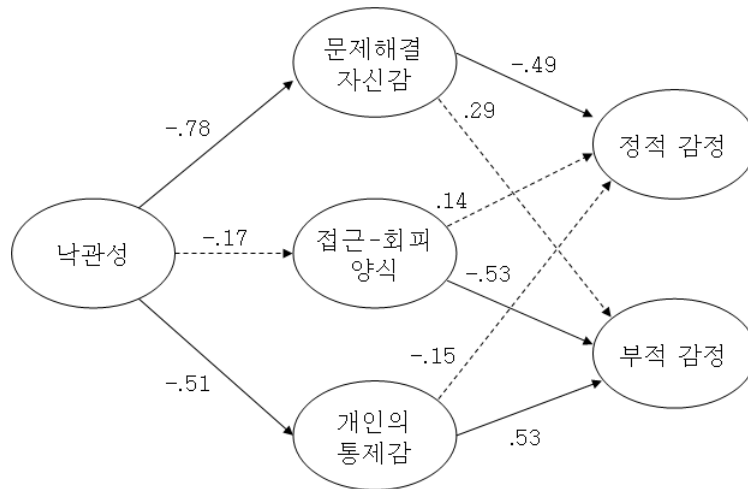 문제해결
자신감
-.49
.29
-.78
정적 감정
.14
낙관성
-.17
접근-회피
양식
-.53
-.15
부적 감정
-.51
개인의
통제감
.53